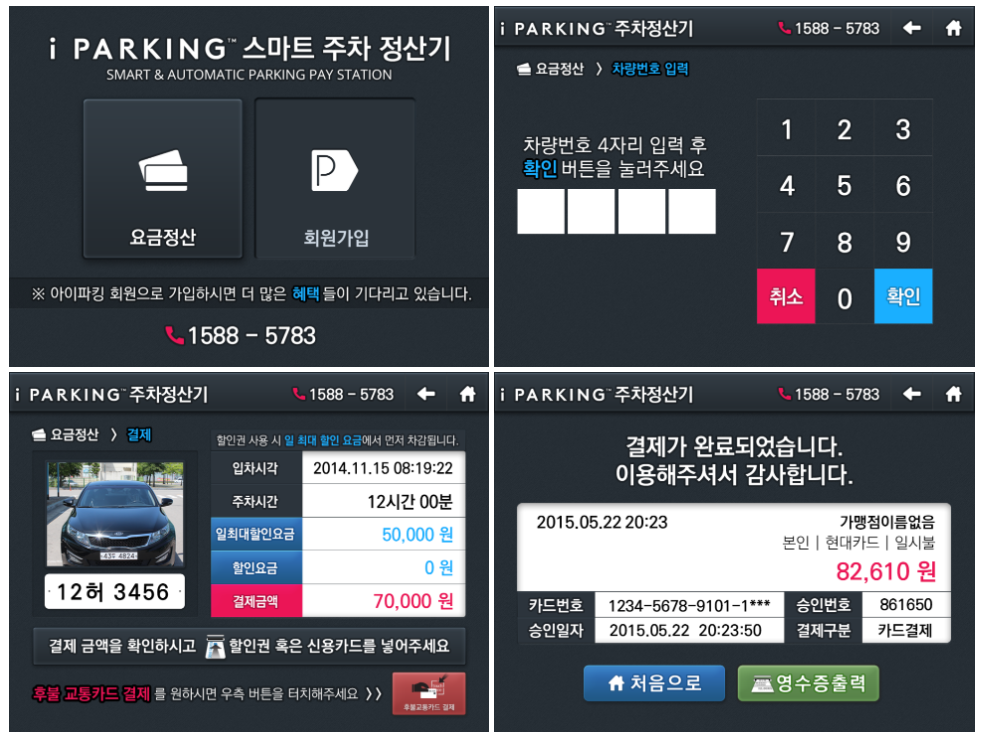 i PARKING™ 스마트 주차 정산기
SMART & AUTOMATIC PARKING PAY STATION
요금정산
회원가입
※ 아이파킹 회원으로 가입하시면 더 많은 혜택 들이 기다리고 있습니다.
1588 - 5783
i PARKING™ 주차정산기
1588 - 5783
요금정산 〉 차량번호 입력
차량번호 4자리 입력 후
확인 버튼을 눌러주세요
1 2 3
4 5 6
7 8 9
취소 0 확인
i PARKING™ 주차정산기
1588 - 5783
요금정산 〉 결제
할인권 사용 시 일 최대 할인 요금에서 먼저 차감됩니다.
입차시각 2014.11.15 08:19:22
주차시간 12시간 00분
일최대할인요금 50,000 원
할인요금 0 원
결제금액 70,000 원
12허 3456
결제 금액을 확인하시고 할인권 혹은 신용카드를 넣어주세요
후불 교통카드 결제 를 원하시면 우측 버튼을 터치해주세요 〉〉
후불교통카드 결제
i PARKING™ 주차정산기
1588 - 5783
결제가 완료되었습니다.
이용해주셔서 감사합니다.
2015.05.22 20:23 가맹점이름없음
본인 | 현대카드 | 일시불
82,610 원
카드번호 1234-5678-9101-1*** 승인번호 861650
승인일자 2015.05.22 20:23:50 결제구분 카드결제
처음으로
영수증출력